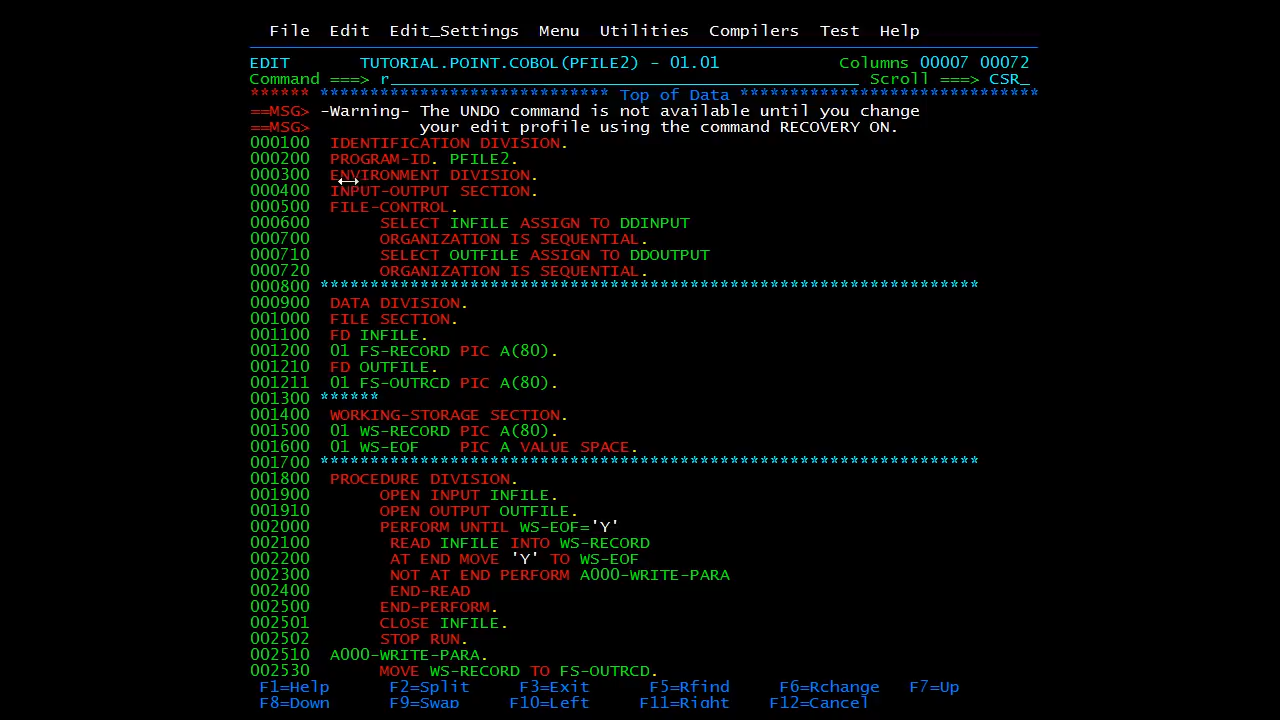 File  Edit  Edit_Settings  Menu  Utilities  Compilers  Test  Help
EDIT       TUTORIAL.POINT.COBOL(PFILE2) - 01.01            Columns 00007 00072
Command ===> r_______________________________________________ Scroll ===> CSR_
****** ***************************** Top of Data ******************************
==MSG> -Warning- The UNDO command is not available until you change
==MSG>           your edit profile using the command RECOVERY ON.
000100  IDENTIFICATION DIVISION.
000200  PROGRAM-ID. PFILE2.
000300  ENVIRONMENT DIVISION.
000400  INPUT-OUTPUT SECTION.
000500  FILE-CONTROL.
000600       SELECT INFILE ASSIGN TO DDINPUT
000700       ORGANIZATION IS SEQUENTIAL.
000710       SELECT OUTFILE ASSIGN TO DDOUTPUT
000720       ORGANIZATION IS SEQUENTIAL.
000800 ******************************************************************
000900  DATA DIVISION.
001000  FILE SECTION.
001100  FD INFILE.
001200  01 FS-RECORD PIC A(80).
001210  FD OUTFILE.
001211  01 FS-OUTRCD PIC A(80).
001300 ******
001400  WORKING-STORAGE SECTION.
001500  01 WS-RECORD PIC A(80).
001600  01 WS-EOF    PIC A VALUE SPACE.
001700 ******************************************************************
001800  PROCEDURE DIVISION.
001900       OPEN INPUT INFILE.
001910       OPEN OUTPUT OUTFILE.
002000       PERFORM UNTIL WS-EOF='Y'
002100        READ INFILE INTO WS-RECORD
002200        AT END MOVE 'Y' TO WS-EOF
002300        NOT AT END PERFORM A000-WRITE-PARA
002400        END-READ
002500       END-PERFORM.
002501       CLOSE INFILE.
002502       STOP RUN.
002510  A000-WRITE-PARA.
002530       MOVE WS-RECORD TO FS-OUTRCD.
F1=Help      F2=Split     F3=Exit      F5=Rfind     F6=Rchange   F7=Up
F8=Down      F9=Swap     F10=Left     F11=Right    F12=Cancel